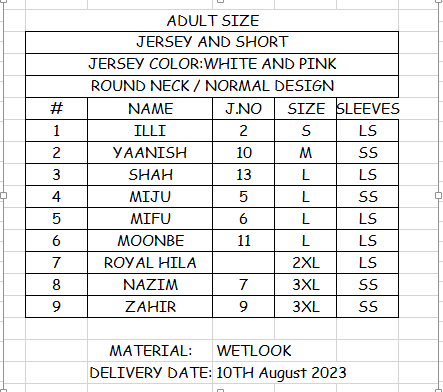 ADULT SIZE
JERSEY AND SHORT
JERSEY COLOR:WHITE AND PINK
ROUND NECK / NORMAL DESIGN
# NAME J.NO SIZE SLEEVES
1 ILLI 2 S LS
2 YAANISH 10 M SS
3 SHAH 13 L LS
4 MIJU 5 L SS
5 MIFU 6 L LS
6 MOONBE 11 L LS
7 ROYAL HILA 2XL LS
8 NAZIM 7 3XL SS
9 ZAHIR 9 3XL SS
MATERIAL: WETLOOK
DELIVERY DATE: 10TH August 2023